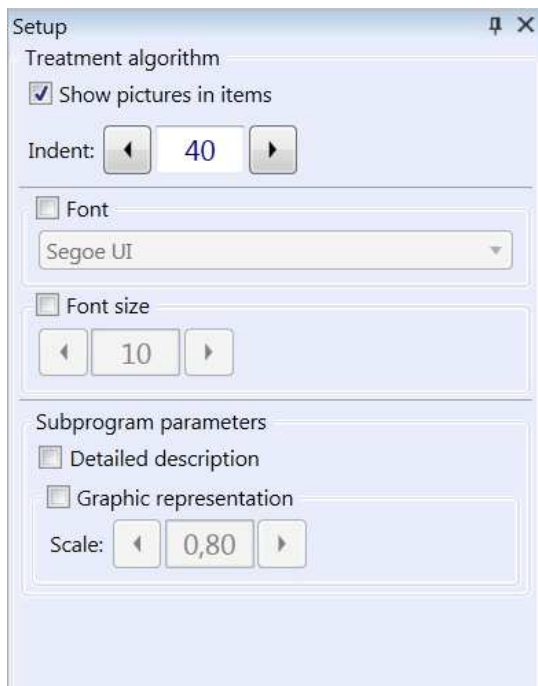 Setup
Treatment algorithm
Show pictures in items
Indent: 40
Font
Segoe UI
Font size
10
Subprogram parameters
Detailed description
Graphic representation
Scale: 0,80